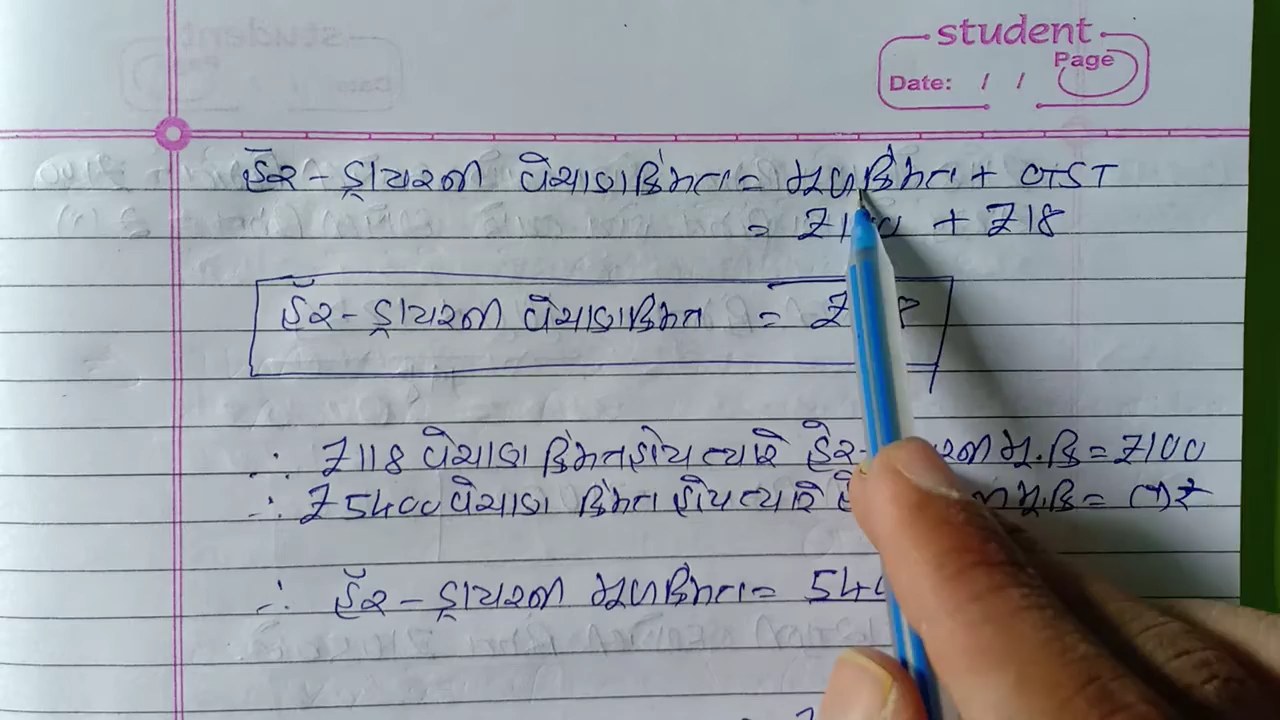 student
Page
Date: / /
હેર - ડ્રાયરની વેચાણકિંમત = મૂળકિંમત + GST
= ₹100 + ₹18
હેર - ડ્રાયરની વેચાણકિંમત = ₹
∴ ₹118 વેચાણ કિંમત હોય ત્યારે હેર- મૂ.કિ = ₹100
∴ ₹5400 વેચાણ કિંમત હોય ત્યારે મૂ.કિ = (?)₹
∴ હેર - ડ્રાયરની મૂળકિંમત = 54